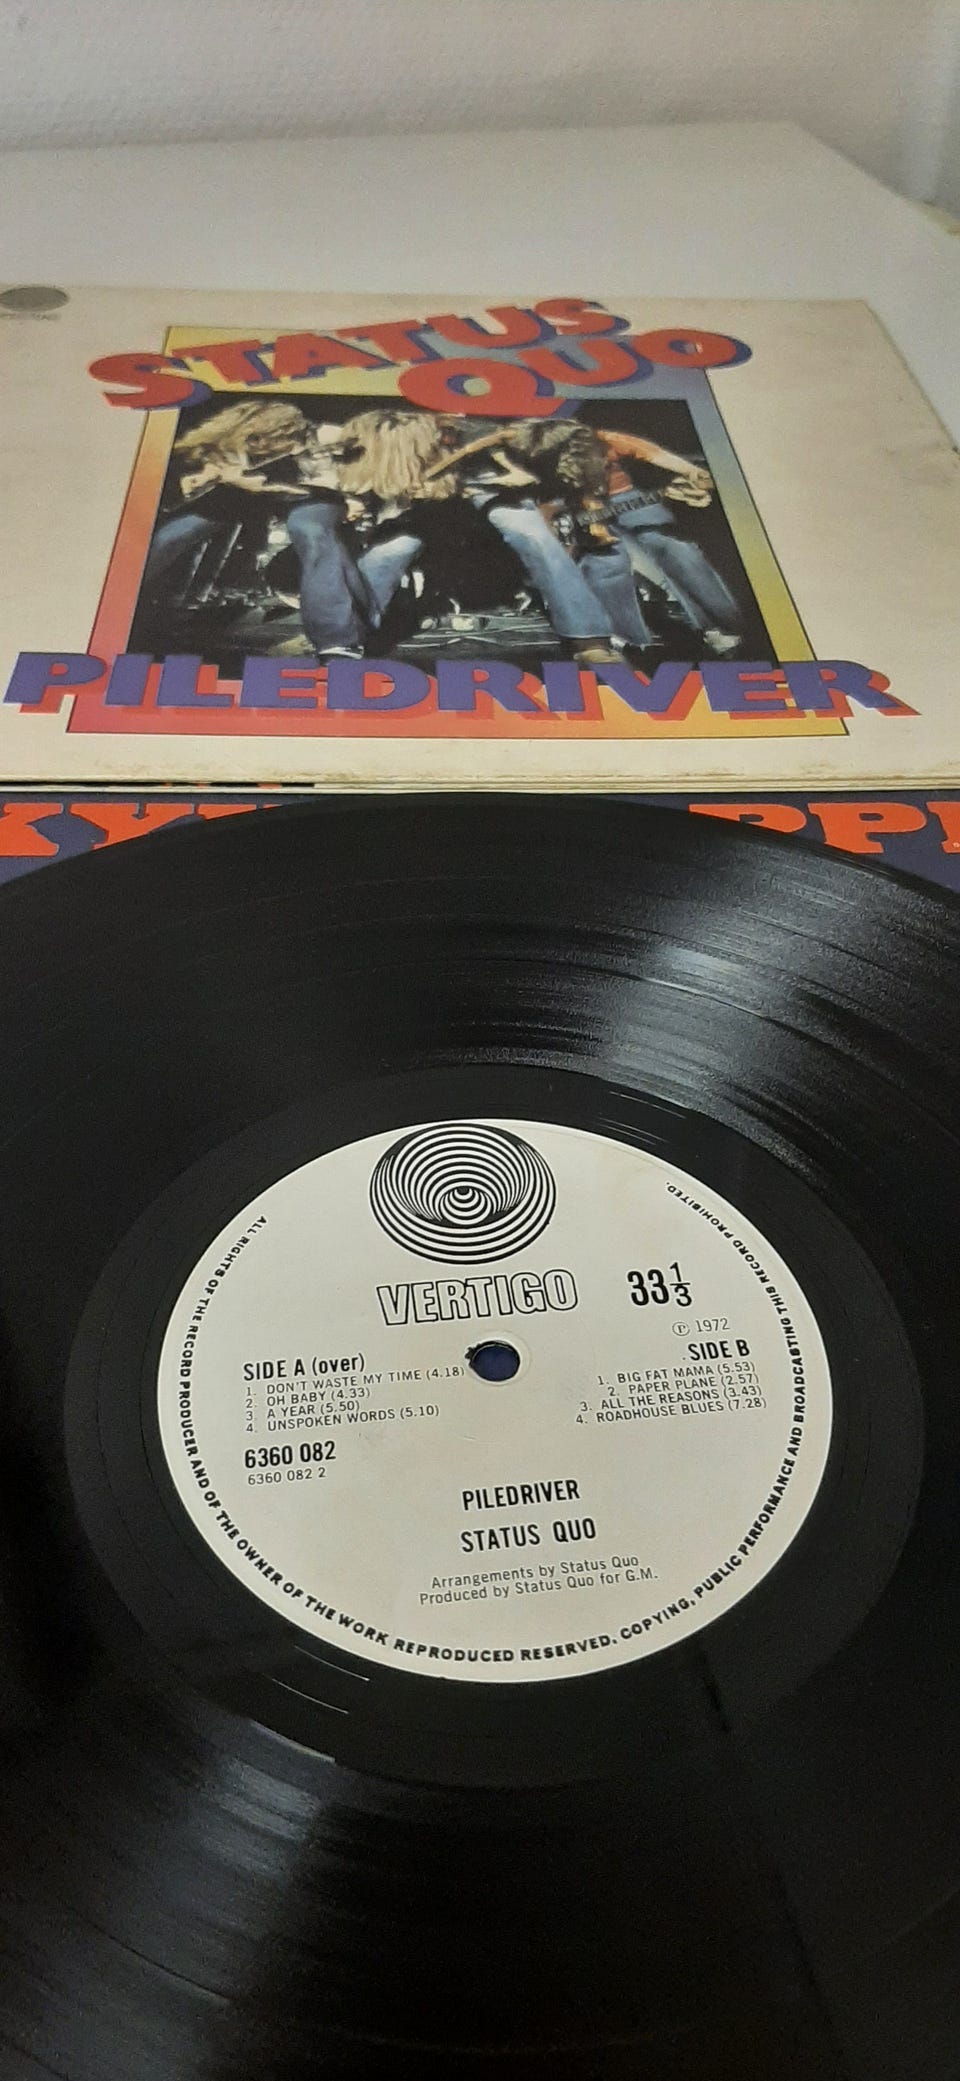 STATUS
QUO
PILEDRIVER
VERTIGO
33 1/3
℗ 1972
SIDE A (over)
1. DON'T WASTE MY TIME (4.18)
2. OH BABY (4.33)
3. A YEAR (5.50)
4. UNSPOKEN WORDS (5.10)
6360 082
6360 082 2
SIDE B
1. BIG FAT MAMA (5.53)
2. PAPER PLANE (2.57)
3. ALL THE REASONS (3.43)
4. ROADHOUSE BLUES (7.28)
PILEDRIVER
STATUS QUO
Arrangements by Status Quo
Produced by Status Quo for G.M.
ALL RIGHTS OF THE RECORD PRODUCER AND OF THE OWNER OF THE WORK REPRODUCED RESERVED. COPYING, PUBLIC PERFORMANCE AND BROADCASTING THIS RECORD PROHIBITED.